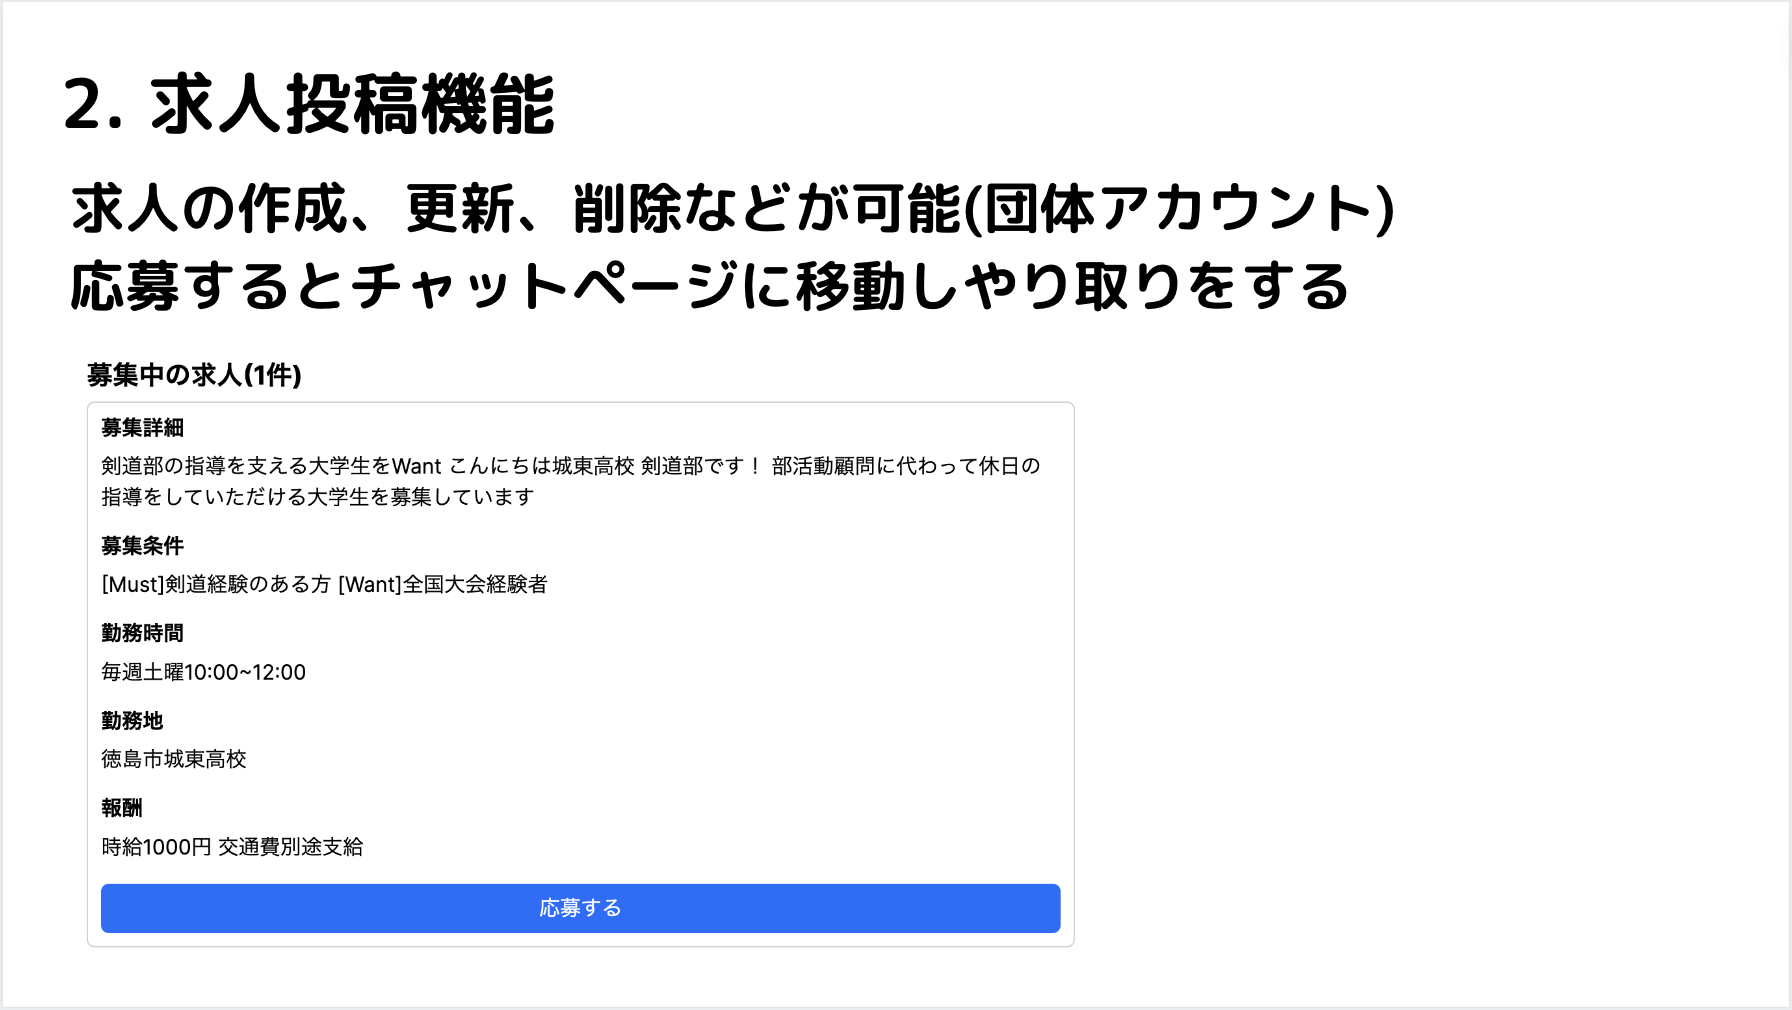 2. 求人投稿機能
求人の作成、更新、削除などが可能(団体アカウント)
応募するとチャットページに移動しやり取りをする
募集中の求人(1件)
募集詳細
剣道部の指導を支える大学生をWant こんにちは城東高校 剣道部です！ 部活動顧問に代わって休日の
指導をしていただける大学生を募集しています
募集条件
[Must]剣道経験のある方 [Want]全国大会経験者
勤務時間
毎週土曜10:00~12:00
勤務地
徳島市城東高校
報酬
時給1000円 交通費別途支給
応募する